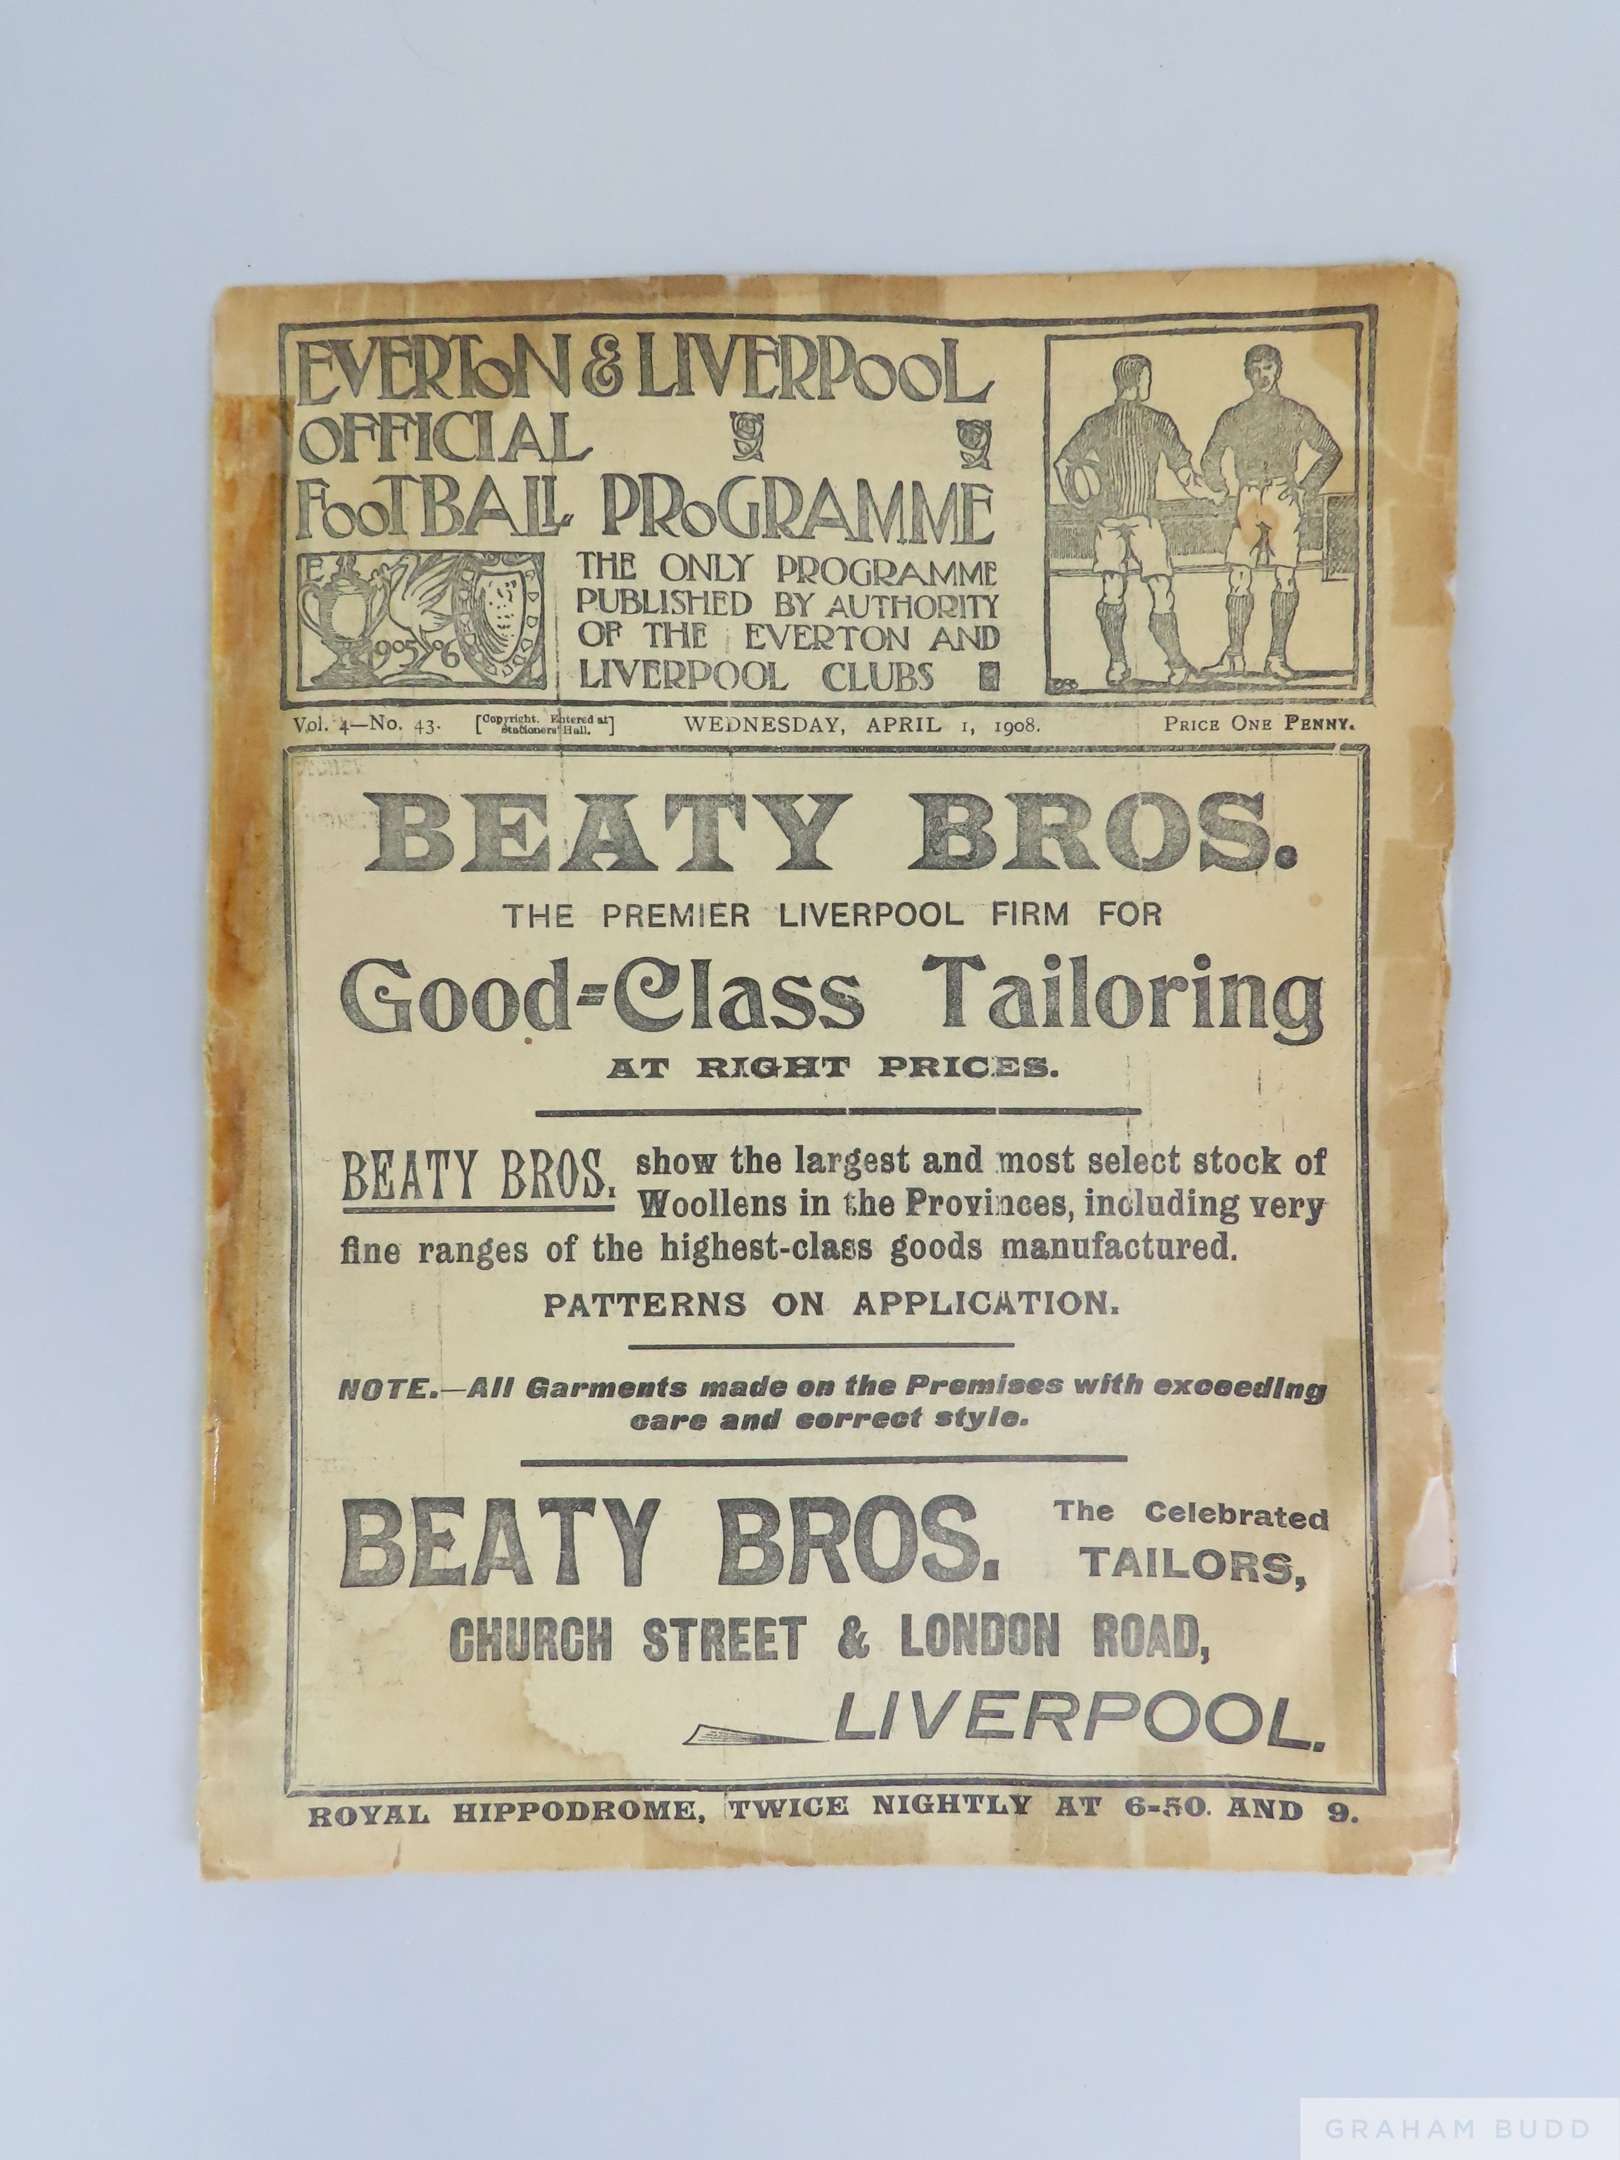 EVERTON & LIVERPOOL
OFFICIAL
FOOTBALL PROGRAMME
E
1905 06
THE ONLY PROGRAMME
PUBLISHED BY AUTHORITY
OF THE EVERTON AND
LIVERPOOL CLUBS
Vol. 4—No. 43. [Copyright. Entered at Stationers' Hall.] WEDNESDAY, APRIL 1, 1908. PRICE ONE PENNY.
BEATY BROS.
THE PREMIER LIVERPOOL FIRM FOR
Good=Class Tailoring
AT RIGHT PRICES.
BEATY BROS. show the largest and most select stock of
Woollens in the Provinces, including very
fine ranges of the highest-class goods manufactured.
PATTERNS ON APPLICATION.
NOTE.—All Garments made on the Premises with exceeding
care and correct style.
BEATY BROS. The Celebrated
TAILORS,
CHURCH STREET & LONDON ROAD,
LIVERPOOL.
ROYAL HIPPODROME, TWICE NIGHTLY AT 6-50. AND 9.
GRAHAM BUDD